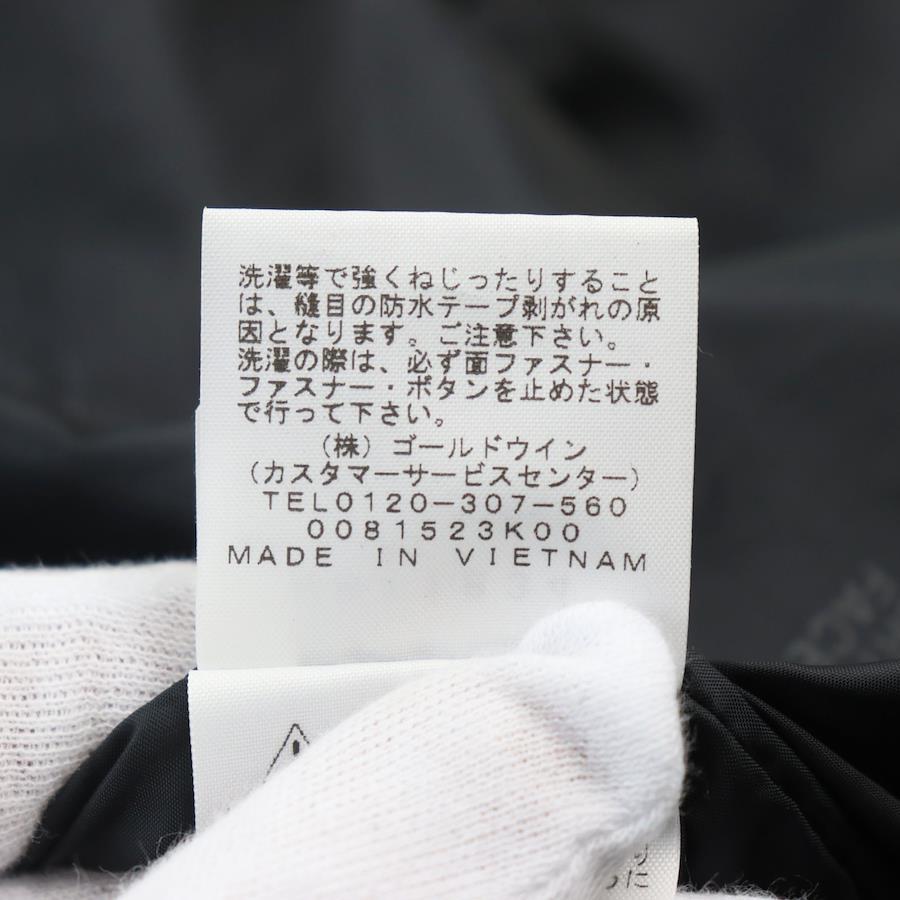 洗濯等で強くねじったりすること
は、縫目の防水テープ剥がれの原
因となります。ご注意下さい。
洗濯の際は、必ず面ファスナー・
ファスナー・ボタンを止めた状態
で行って下さい。
(株)ゴールドウイン
(カスタマーサービスセンター)
TEL0120-307-560
0081523K00
MADE IN VIETNAM
FACE
に